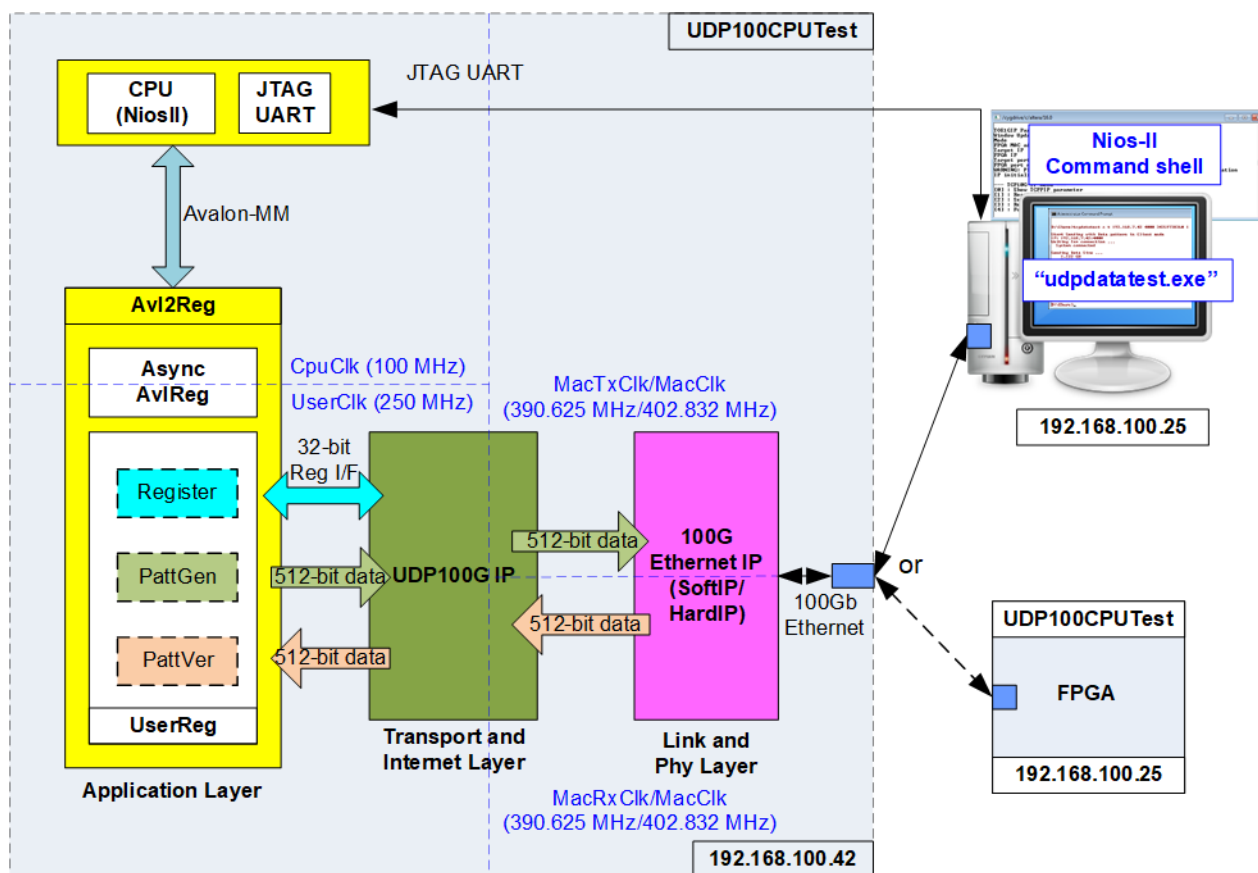 UDP100CPUTest
CPU
(NiosII)
JTAG
UART
JTAG UART
Avalon-MM
Avl2Reg
Async
AvlReg
CpuClk (100 MHz)
UserClk (250 MHz)
MacTxClk/MacClk
(390.625 MHz/402.832 MHz)
32-bit
Reg I/F
Register
PattGen
PattVer
UserReg
512-bit data
512-bit data
UDP100G IP
512-bit data
512-bit data
100G
Ethernet IP
(SoftIP/
HardIP)
100Gb
Ethernet
or
Application Layer
Transport and
Internet Layer
Link and
Phy Layer
MacRxClk/MacClk
(390.625 MHz/402.832 MHz)
192.168.100.42
Nios-II
Command shell
“udpdatatest.exe”
192.168.100.25
UDP100CPUTest
FPGA
192.168.100.25